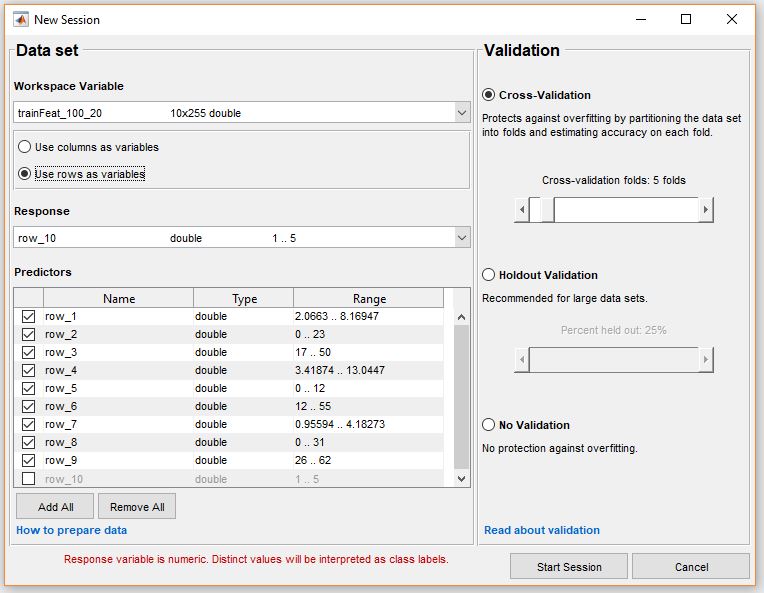 New Session
Data set
Workspace Variable
trainFeat_100_20 10x255 double
Use columns as variables
Use rows as variables
Response
row_10 double 1 .. 5
Predictors
Name Type Range
row_1 double 2.0663 .. 8.16947
row_2 double 0 .. 23
row_3 double 17 .. 50
row_4 double 3.41874 .. 13.0447
row_5 double 0 .. 12
row_6 double 12 .. 55
row_7 double 0.95594 .. 4.18273
row_8 double 0 .. 31
row_9 double 26 .. 62
row_10 double 1 .. 5
Add All Remove All
How to prepare data
Response variable is numeric. Distinct values will be interpreted as class labels.
Validation
Cross-Validation
Protects against overfitting by partitioning the data set
into folds and estimating accuracy on each fold.
Cross-validation folds: 5 folds
Holdout Validation
Recommended for large data sets.
Percent held out: 25%
No Validation
No protection against overfitting.
Read about validation
Start Session Cancel